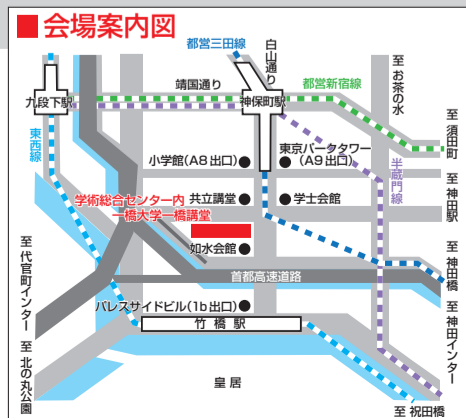 ■会場案内図
都営三田線
白山通り
至お茶の水
靖国通り
都営新宿線
九段下駅
神保町駅
至須田町
東西線
小学館(A8出口)●
東京パークタワー
●(A9出口)
半蔵門線
至神田駅
学術総合センター内
一橋大学一橋講堂
共立講堂●
●学士会館
如水会館●
至神田橋
至代官町インター
首都高速道路
至神田インター
パレスサイドビル(1b出口)●
竹橋駅
至北の丸公園
皇居
至祝田橋